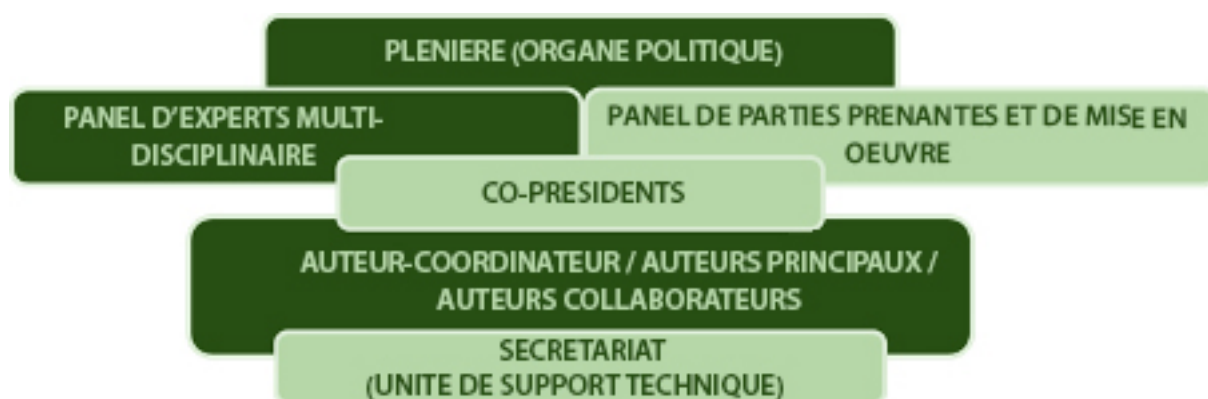 PLENIERE (ORGANE POLITIQUE)
PANEL D'EXPERTS MULTI-
DISCIPLINAIRE
PANEL DE PARTIES PRENANTES ET DE MISE EN
OEUVRE
CO-PRESIDENTS
AUTEUR-COORDINATEUR / AUTEURS PRINCIPAUX /
AUTEURS COLLABORATEURS
SECRETARIAT
(UNITE DE SUPPORT TECHNIQUE)